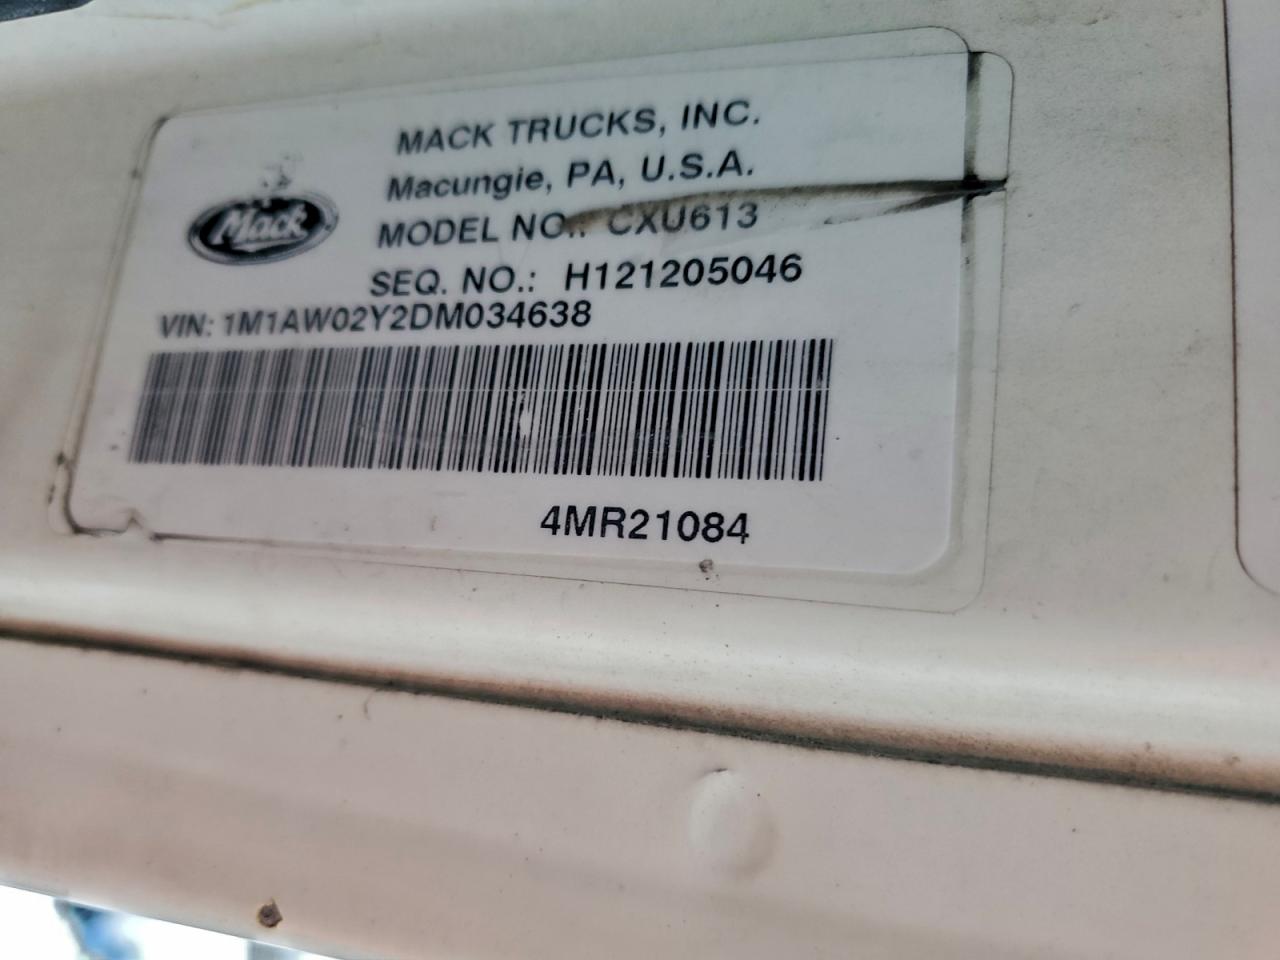 MACK TRUCKS, INC.
Macungie, PA, U.S.A.
Mack
MODEL NO.: CXU613
SEQ. NO.: H121205046
VIN: 1M1AW02Y2DM034638
4MR21084